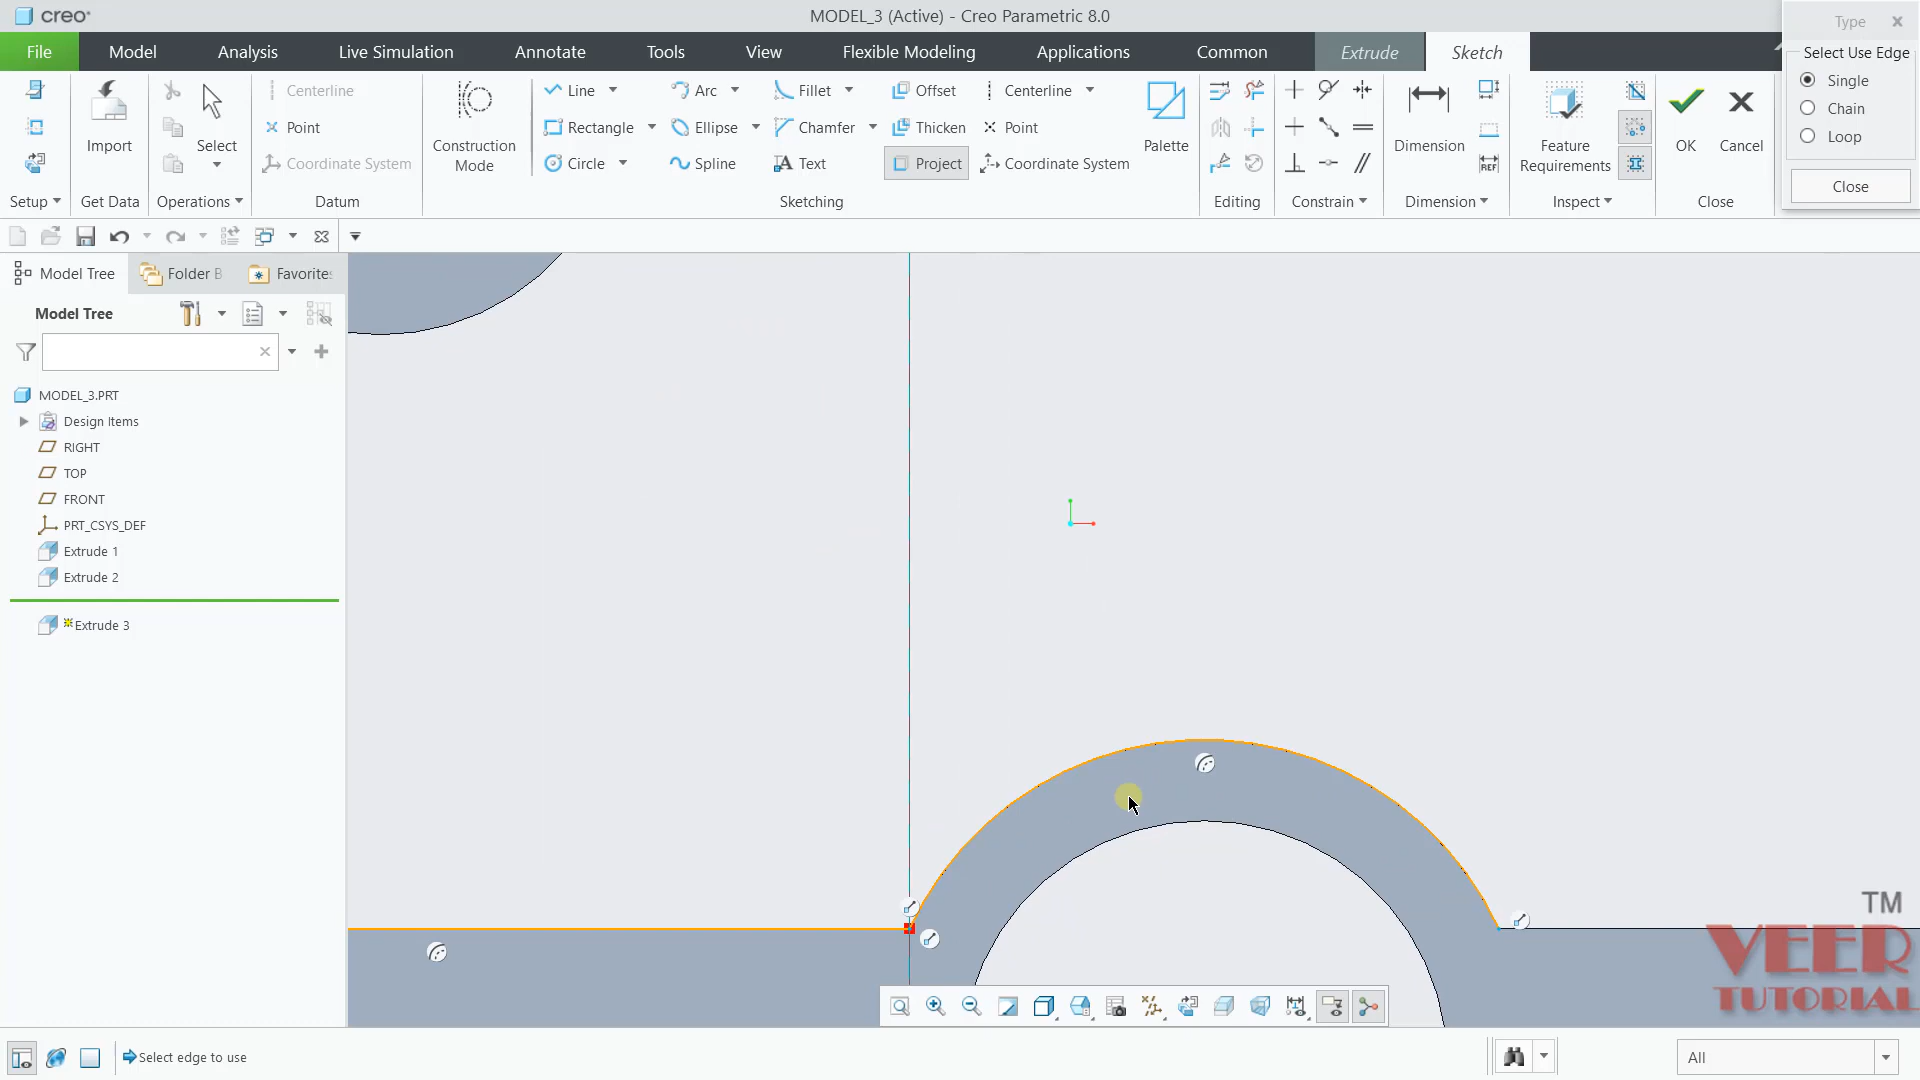 creo
MODEL_3 (Active) - Creo Parametric 8.0
File Model Analysis Live Simulation Annotate Tools View Flexible Modeling Applications Common Extrude Sketch
Type
Select Use Edge
Single
Chain
Loop
Close
Import
Select
Centerline
Point
Coordinate System
Construction
Mode
Line
Rectangle
Circle
Arc
Ellipse
Spline
Fillet
Chamfer
Text
Offset
Thicken
Project
Centerline
Point
Coordinate System
Palette
Dimension
REF
Feature
Requirements
OK
Cancel
Setup Get Data Operations Datum Sketching Editing Constrain Dimension Inspect Close
Model Tree Folder B Favorite
Model Tree
MODEL_3.PRT
Design Items
RIGHT
TOP
FRONT
PRT_CSYS_DEF
Extrude 1
Extrude 2
Extrude 3
TM
VEER
TUTORIAL
Select edge to use
All